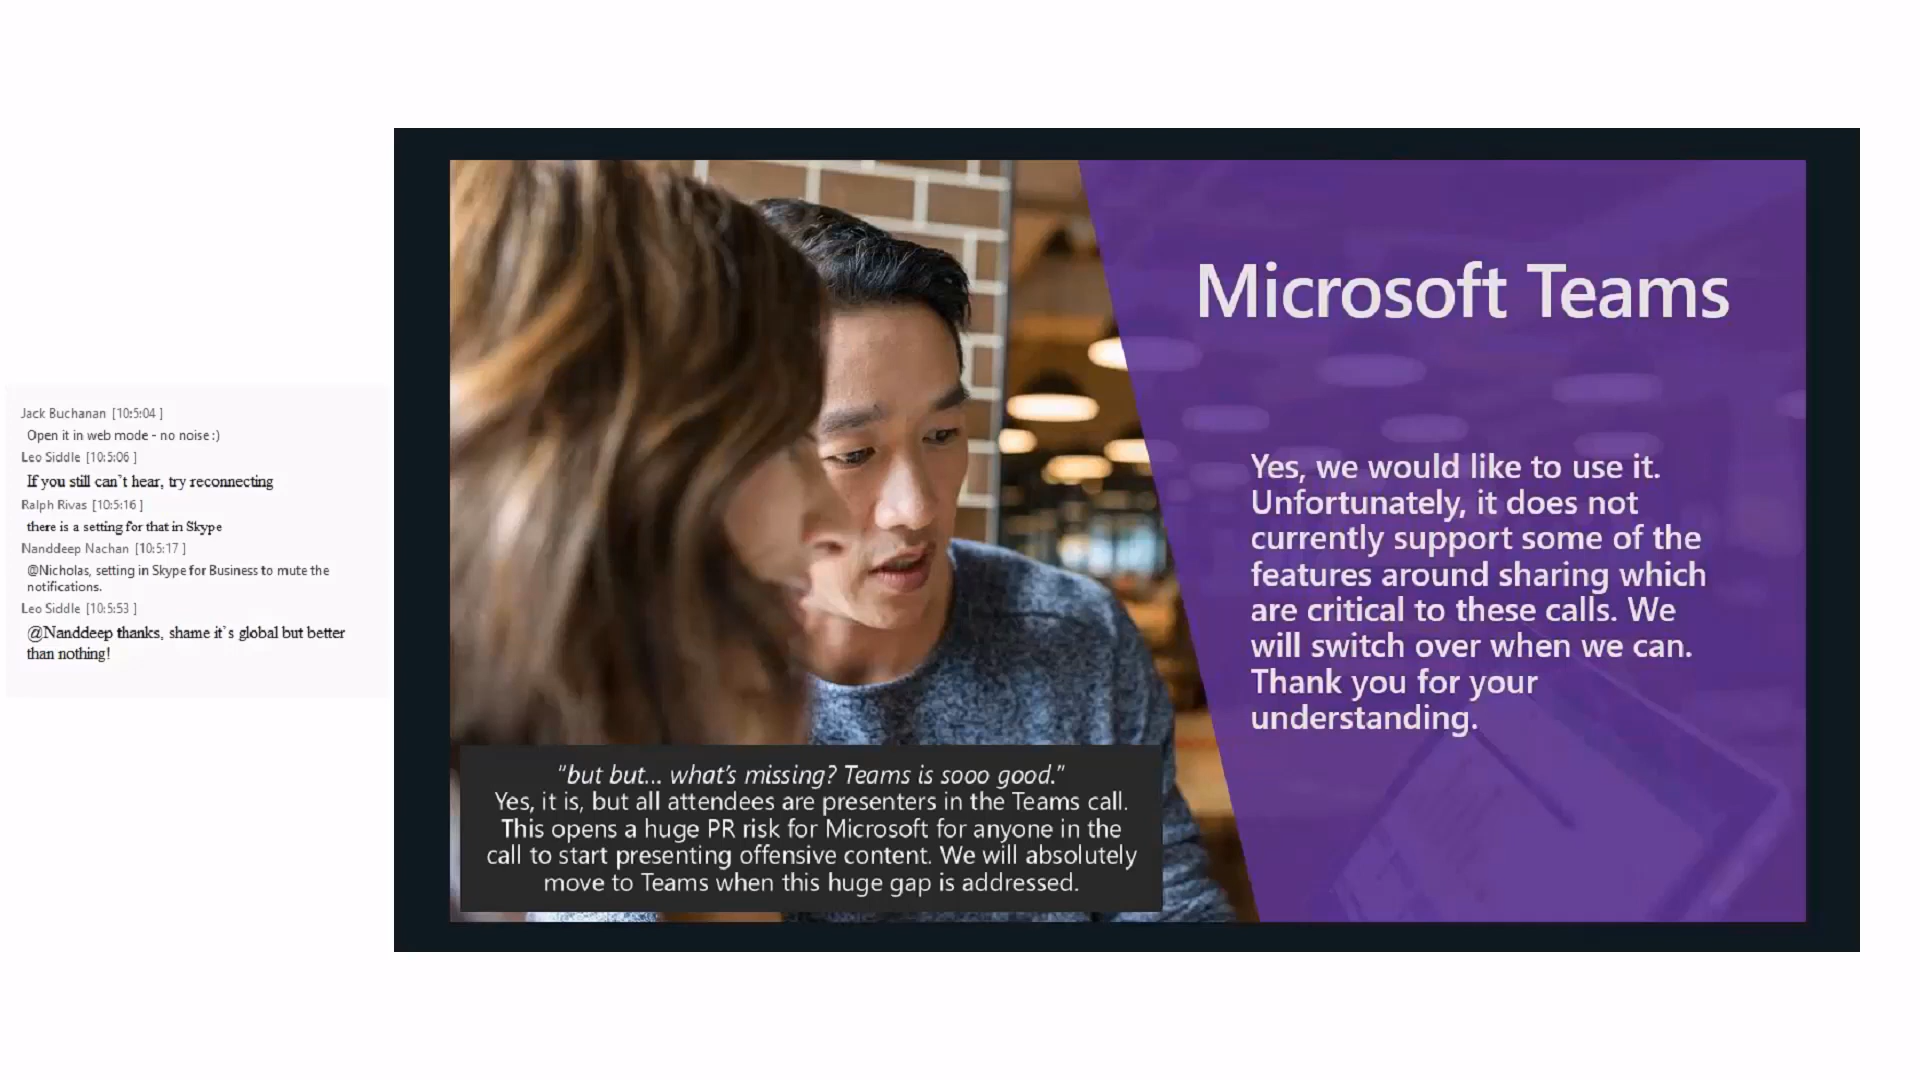 Jack Buchanan [10:5:04 ]
Open it in web mode - no noise :)
Leo Siddle [10:5:06 ]
If you still can't hear, try reconnecting
Ralph Rivas [10:5:16 ]
there is a setting for that in Skype
Nanddeep Nachan [10:5:17 ]
@Nicholas, setting in Skype for Business to mute the
notifications.
Leo Siddle [10:5:53 ]
@Nanddeep thanks, shame it's global but better
than nothing!
Microsoft Teams
Yes, we would like to use it.
Unfortunately, it does not
currently support some of the
features around sharing which
are critical to these calls. We
will switch over when we can.
Thank you for your
understanding.
“but but... what’s missing? Teams is sooo good.”
Yes, it is, but all attendees are presenters in the Teams call.
This opens a huge PR risk for Microsoft for anyone in the
call to start presenting offensive content. We will absolutely
move to Teams when this huge gap is addressed.